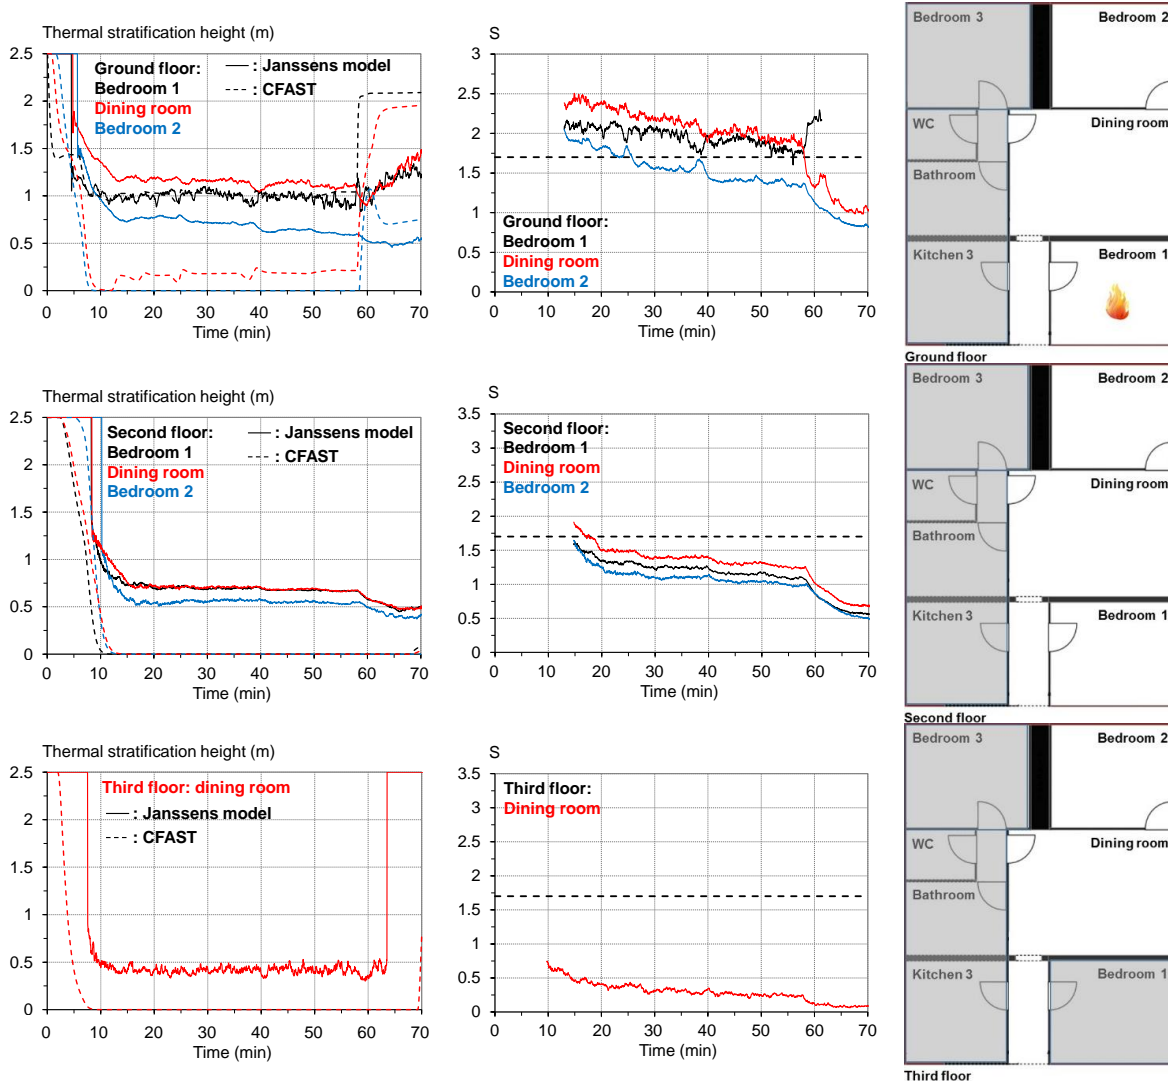 Thermal stratification height (m)
2.5
2
1.5
1
0.5
0
Ground floor:
Bedroom 1
Dining room
Bedroom 2
: Janssens model
: CFAST
0 10 20 30 40 50 60 70
Time (min)
S
3
2.5
2
1.5
1
0.5
0
Ground floor:
Bedroom 1
Dining room
Bedroom 2
0 10 20 30 40 50 60 70
Time (min)
Bedroom 3
Bedroom 2
WC
Dining room
Bathroom
Kitchen 3
Bedroom 1
Ground floor
Thermal stratification height (m)
2.5
2
1.5
1
0.5
0
Second floor:
Bedroom 1
Dining room
Bedroom 2
: Janssens model
: CFAST
0 10 20 30 40 50 60 70
Time (min)
S
3.5
3
2.5
2
1.5
1
0.5
0
Second floor:
Bedroom 1
Dining room
Bedroom 2
0 10 20 30 40 50 60 70
Time (min)
Bedroom 3
Bedroom 2
WC
Dining room
Bathroom
Kitchen 3
Bedroom 1
Second floor
Thermal stratification height (m)
2.5
2
1.5
1
0.5
0
Third floor: dining room
: Janssens model
: CFAST
0 10 20 30 40 50 60 70
Time (min)
S
3.5
3
2.5
2
1.5
1
0.5
0
Third floor:
Dining room
0 10 20 30 40 50 60 70
Time (min)
Bedroom 3
Bedroom 2
WC
Dining room
Bathroom
Kitchen 3
Bedroom 1
Third floor